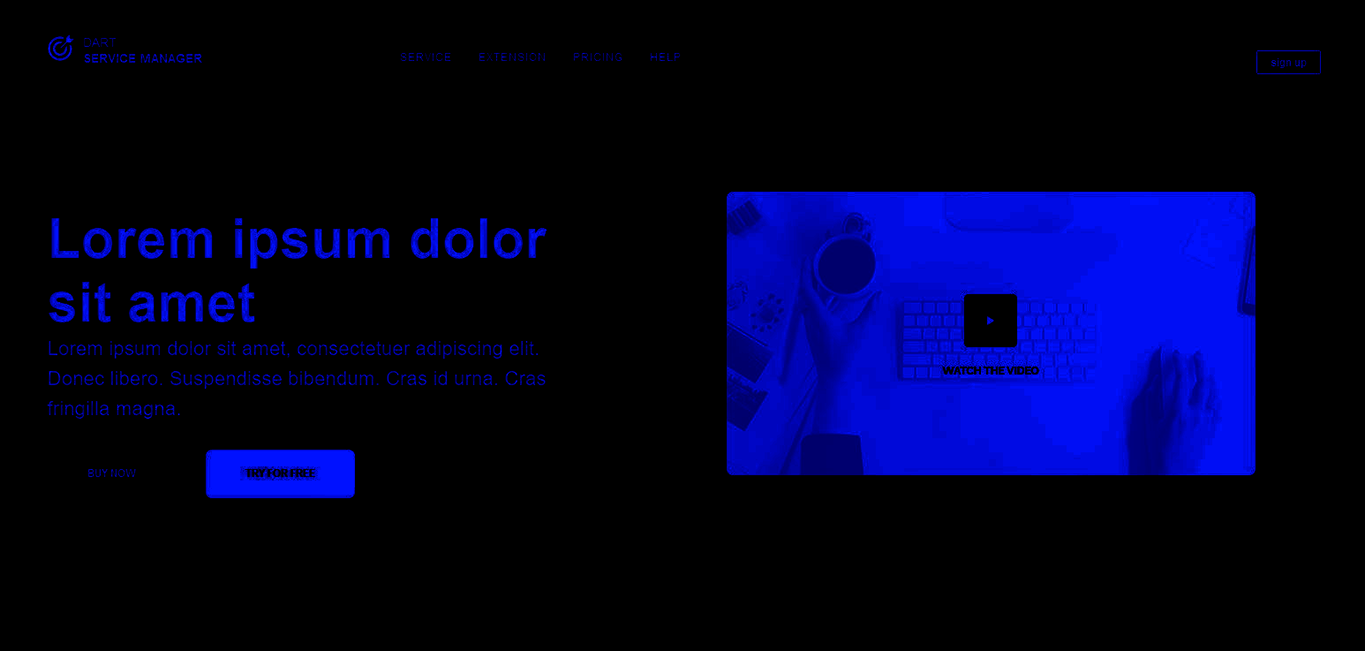 DART
SERVICE MANAGER
SERVICE EXTENSION PRICING HELP
sign up
Lorem ipsum dolor
sit amet
Lorem ipsum dolor sit amet, consectetuer adipiscing elit.
Donec libero. Suspendisse bibendum. Cras id urna. Cras
fringilla magna.
BUY NOW
TRY FOR FREE
WATCH THE VIDEO